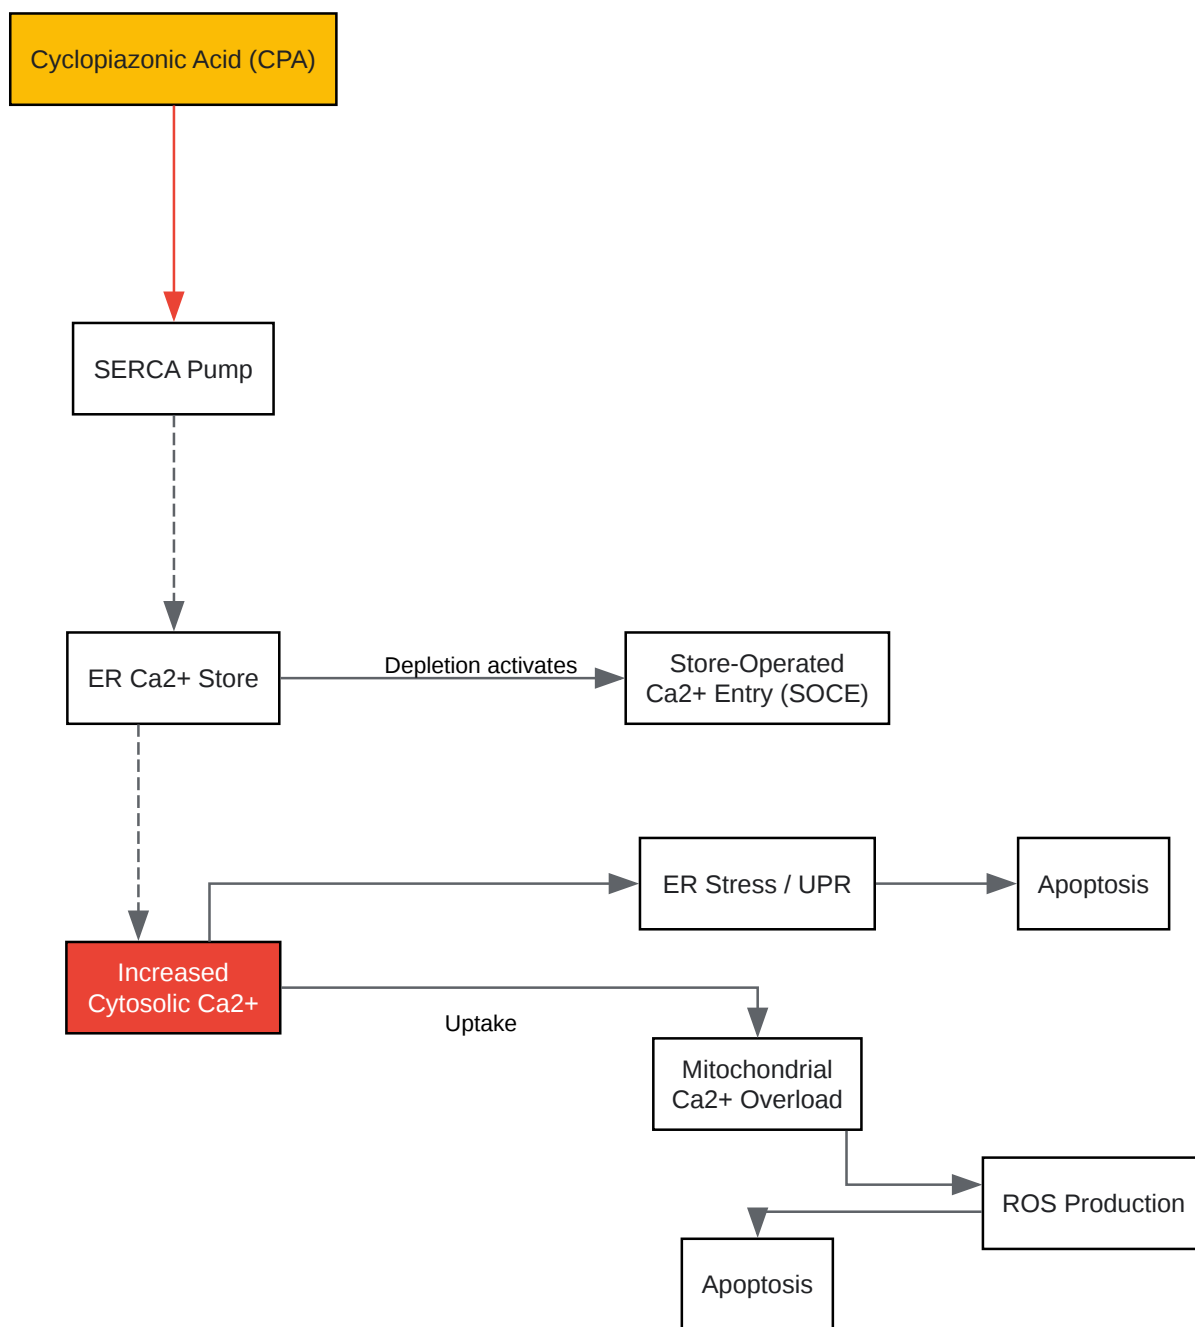 Cyclopiazonic Acid (CPA)
SERCA Pump
ER Ca2+ Store
Depletion activates
Store-Operated
Ca2+ Entry (SOCE)
ER Stress / UPR
Apoptosis
Increased
Cytosolic Ca2+
Uptake
Mitochondrial
Ca2+ Overload
ROS Production
Apoptosis